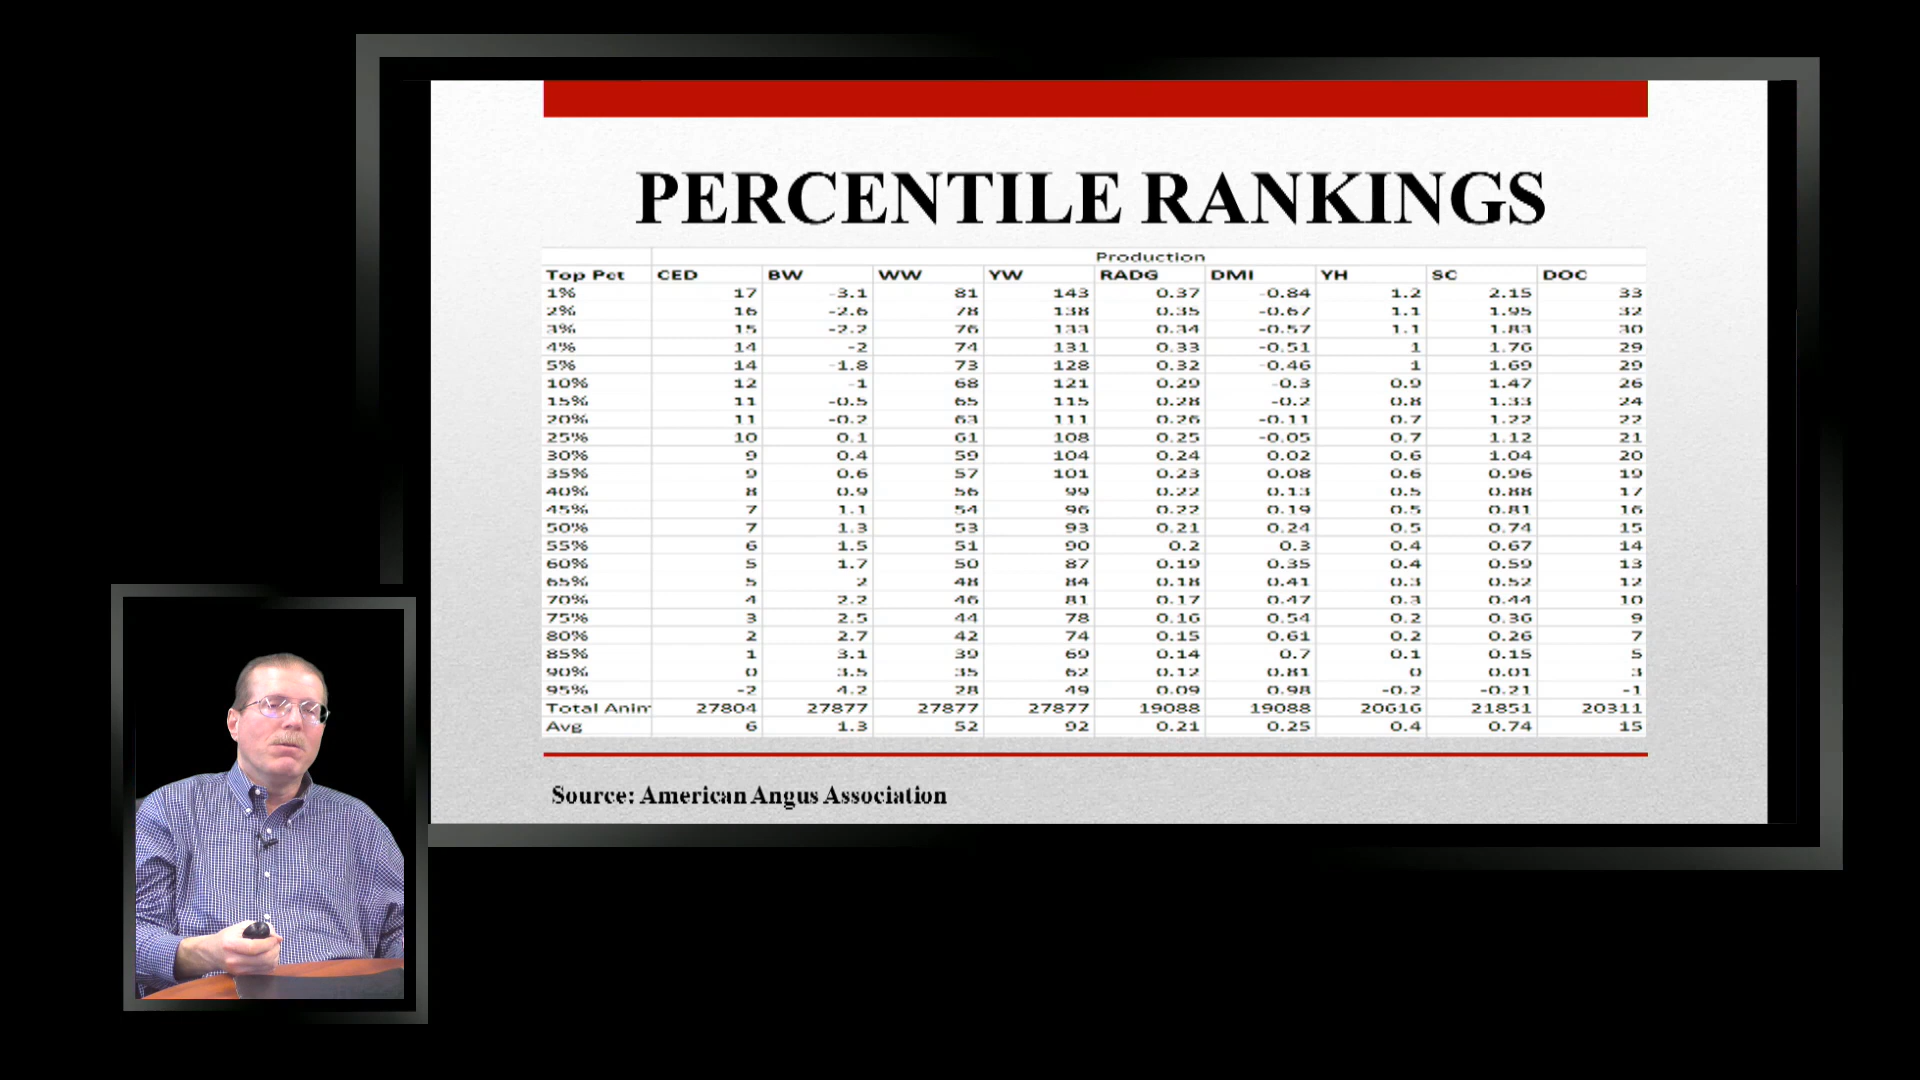 PERCENTILE RANKINGS
Production
Top Pct CED BW WW YW RADG DMI YH SC DOC
1% 17 -3.1 81 143 0.37 -0.84 1.2 2.15 33
2% 16 -2.6 78 138 0.35 -0.67 1.1 1.95 32
3% 15 -2.2 76 133 0.34 -0.57 1.1 1.83 30
4% 14 -2 74 131 0.33 -0.51 1 1.76 29
5% 14 -1.8 73 128 0.32 -0.46 1 1.69 29
10% 12 -1 68 121 0.29 -0.3 0.9 1.47 26
15% 11 -0.5 65 115 0.28 -0.2 0.8 1.33 24
20% 11 -0.2 63 111 0.26 -0.11 0.7 1.22 22
25% 10 0.1 61 108 0.25 -0.05 0.7 1.12 21
30% 9 0.4 59 104 0.24 0.02 0.6 1.04 20
35% 9 0.6 57 101 0.23 0.08 0.6 0.96 19
40% 8 0.9 56 99 0.22 0.13 0.5 0.88 17
45% 7 1.1 54 96 0.22 0.19 0.5 0.81 16
50% 7 1.3 53 93 0.21 0.24 0.5 0.74 15
55% 6 1.5 51 90 0.2 0.3 0.4 0.67 14
60% 5 1.7 50 87 0.19 0.35 0.4 0.59 13
65% 5 2 48 84 0.18 0.41 0.3 0.52 12
70% 4 2.2 46 81 0.17 0.47 0.3 0.44 10
75% 3 2.5 44 78 0.16 0.54 0.2 0.36 9
80% 2 2.7 42 74 0.15 0.61 0.2 0.26 7
85% 1 3.1 39 69 0.14 0.7 0.1 0.15 5
90% 0 3.5 35 62 0.12 0.81 0 0.01 3
95% -2 4.2 28 49 0.09 0.98 -0.2 -0.21 -1
Total Anim 27804 27877 27877 27877 19088 19088 20616 21851 20311
Avg 6 1.3 52 92 0.21 0.25 0.4 0.74 15
Source: American Angus Association